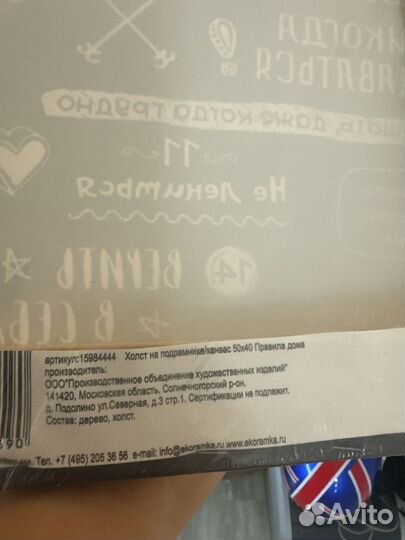 НИКОГДА
СДАВАТЬСЯ !
даже когда трудно
~ 11 ~
Не лениться
14
ВЕРИТЬ
В СЕБЯ
артикул:15984444 Холст на подрамнике/канвас 50x40 Правила дома
производитель:
ООО"Производственное объединение художественных изделий"
141420, Московская область, Солнечногорский р-он,
д. Подолино ул.Северная, д.3 стр.1. Сертификации не подлежит.
Состав: дерево, холст.
Тел. +7 (495) 205 36 56 e-mail: info@ekoramka.ru www.ekoramka.ru
890
Avito